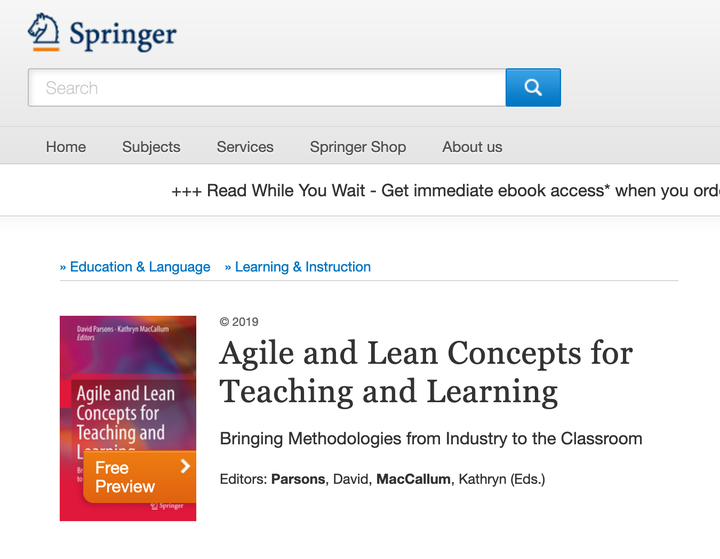 Springer
Search
Home Subjects Services Springer Shop About us
+++ Read While You Wait - Get immediate ebook access* when you
» Education & Language » Learning & Instruction
© 2019
Agile and Lean Concepts for
Teaching and Learning
Bringing Methodologies from Industry to the Classroom
Editors: Parsons, David, MacCallum, Kathryn (Eds.)
David Parsons · Kathryn MacCallum
Editors
Agile and Lean
Concepts for
Teaching and
Free
Preview
Springer